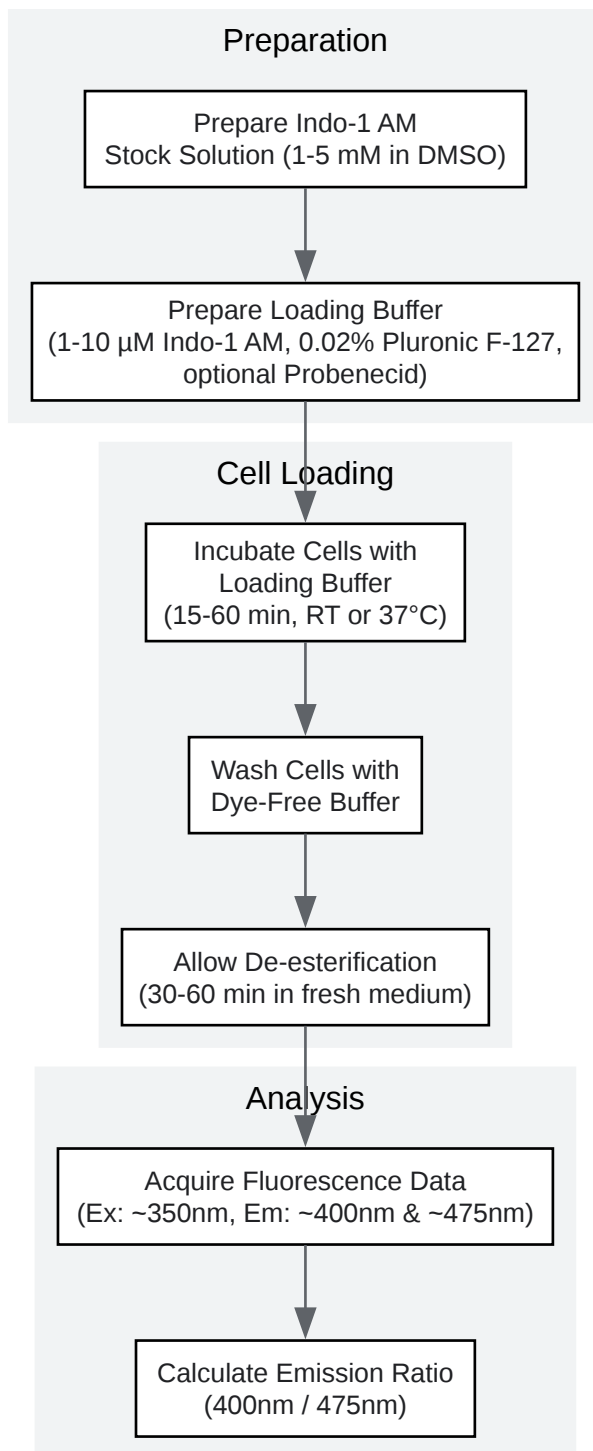 Preparation
Prepare Indo-1 AM
Stock Solution (1-5 mM in DMSO)
Prepare Loading Buffer
(1-10 µM Indo-1 AM, 0.02% Pluronic F-127,
optional Probenecid)
Cell Loading
Incubate Cells with
Loading Buffer
(15-60 min, RT or 37°C)
Wash Cells with
Dye-Free Buffer
Allow De-esterification
(30-60 min in fresh medium)
Analysis
Acquire Fluorescence Data
(Ex: ~350nm, Em: ~400nm & ~475nm)
Calculate Emission Ratio
(400nm / 475nm)